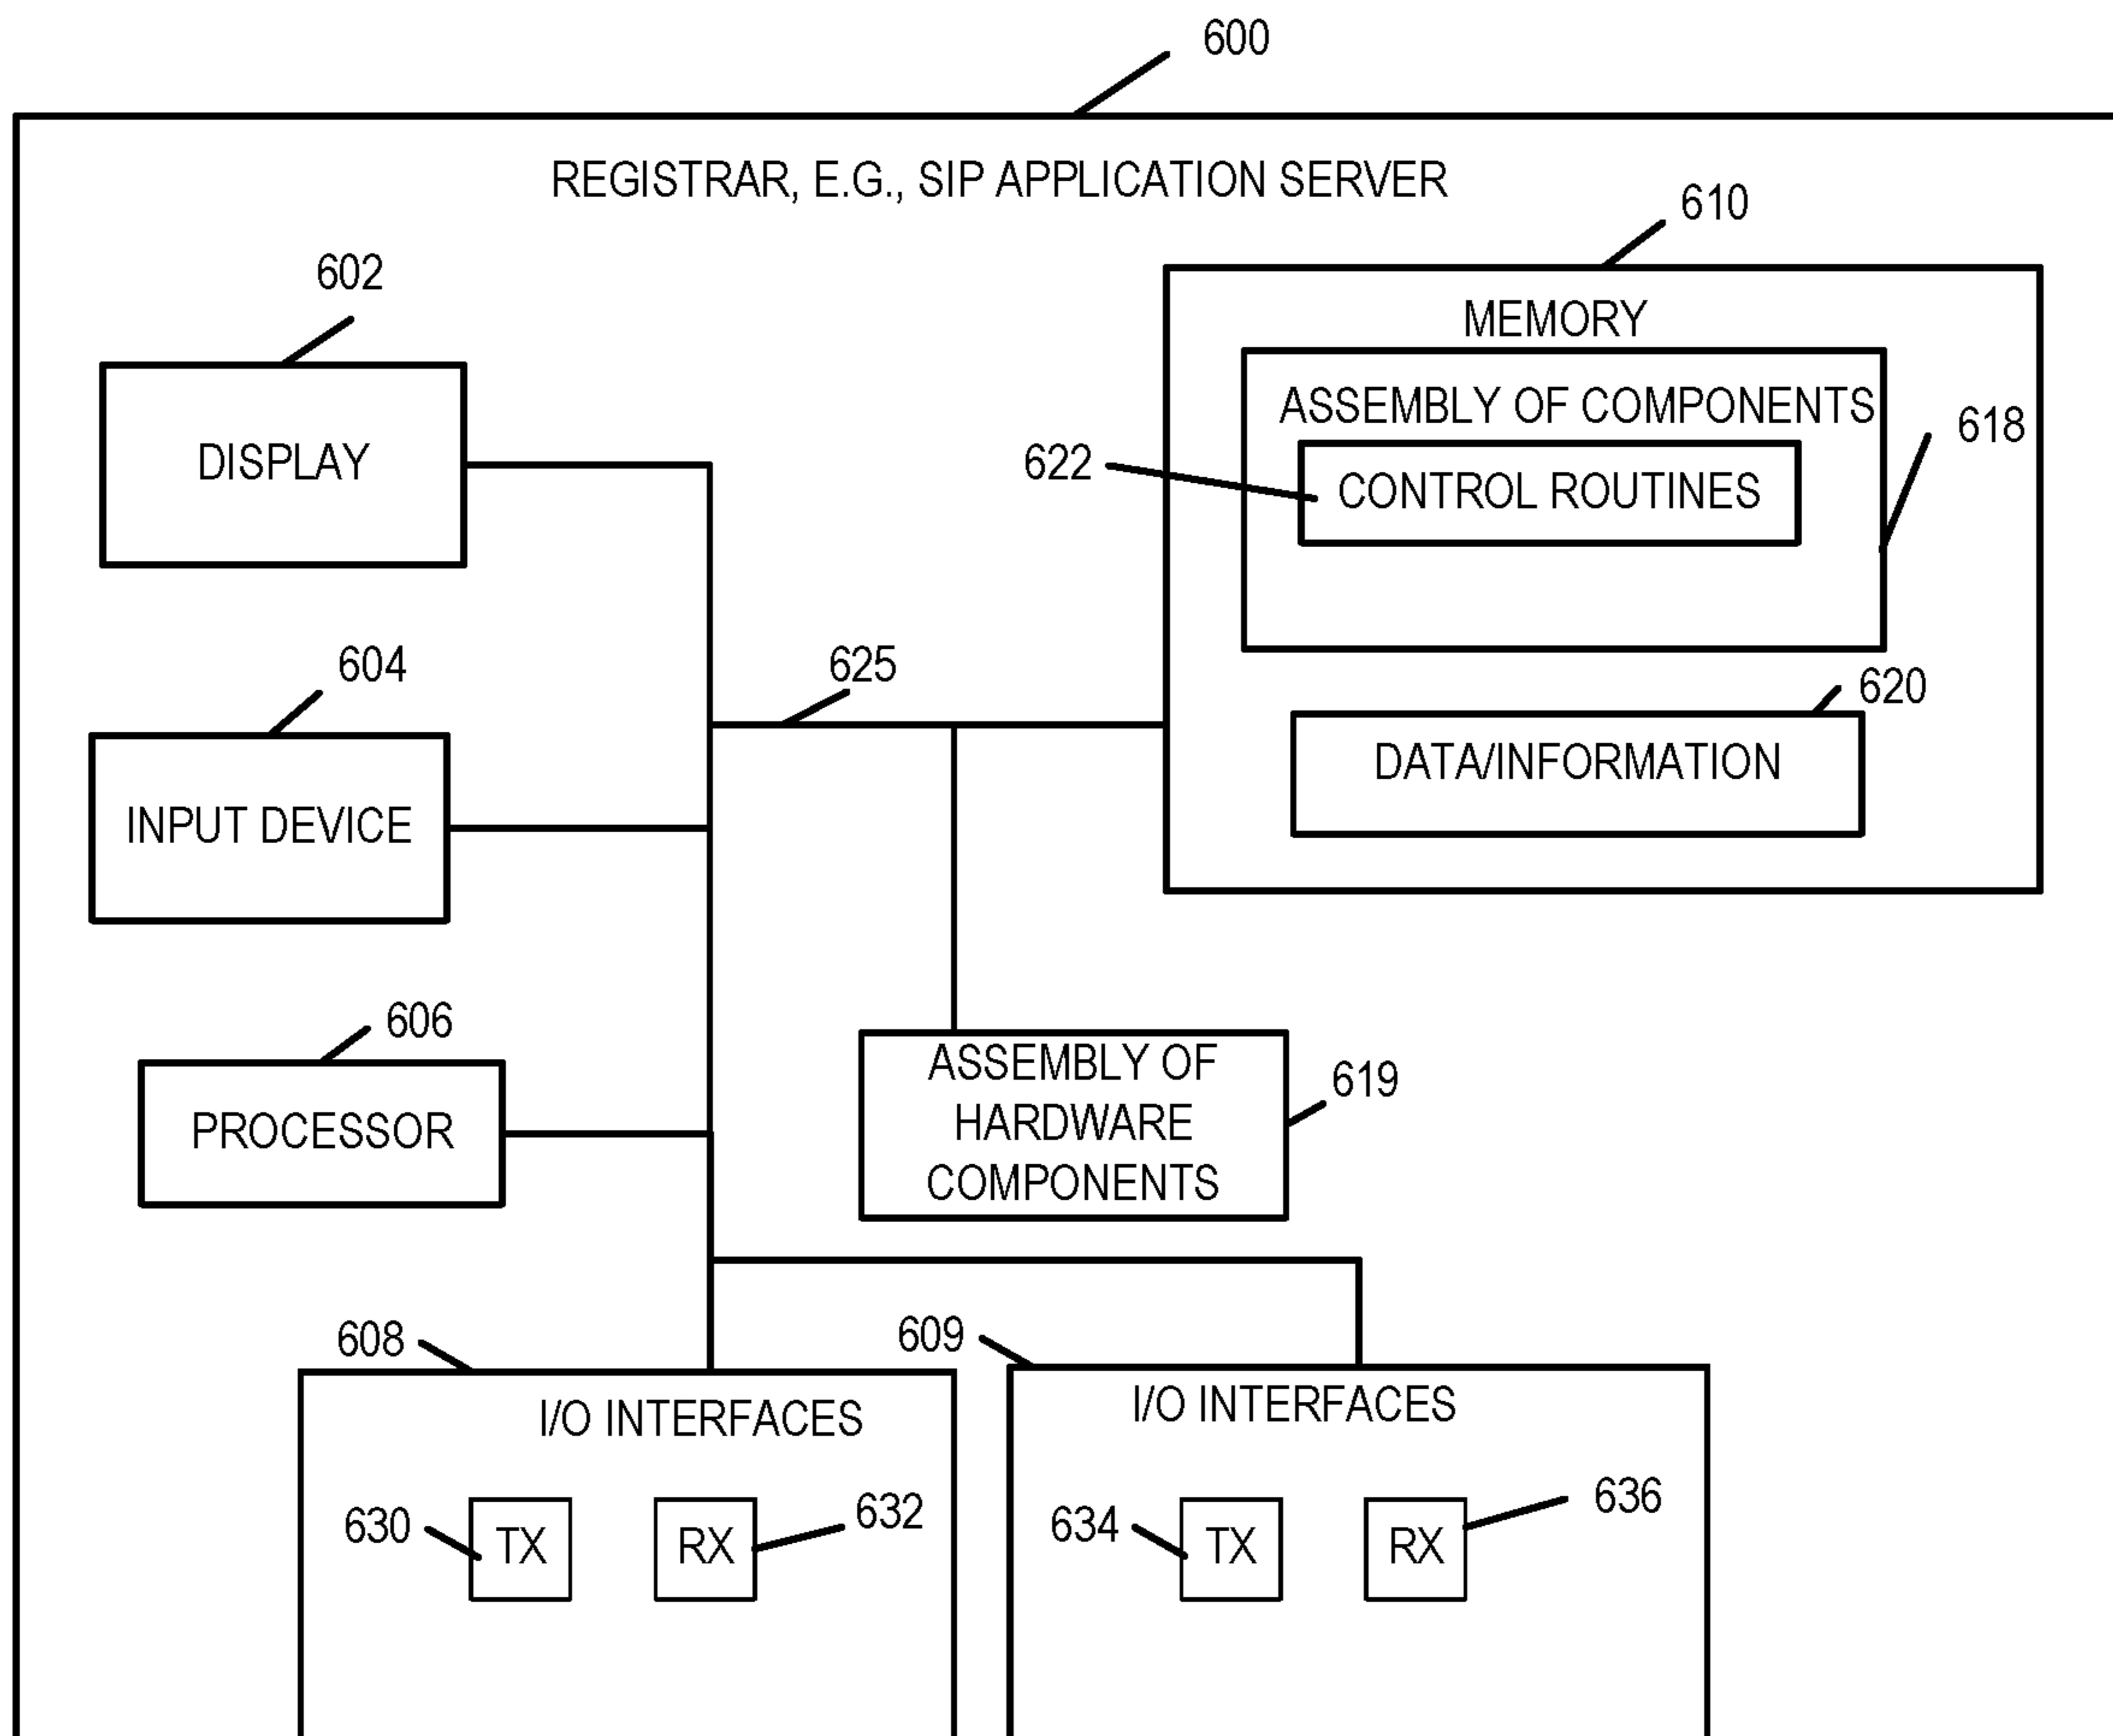 600
REGISTRAR, E.G., SIP APPLICATION SERVER
610
602
MEMORY
ASSEMBLY OF COMPONENTS
618
622
CONTROL ROUTINES
DISPLAY
604
625
620
DATA/INFORMATION
INPUT DEVICE
606
PROCESSOR
ASSEMBLY OF
HARDWARE
COMPONENTS
619
608
609
I/O INTERFACES
I/O INTERFACES
630
TX
RX
632
634
TX
RX
636